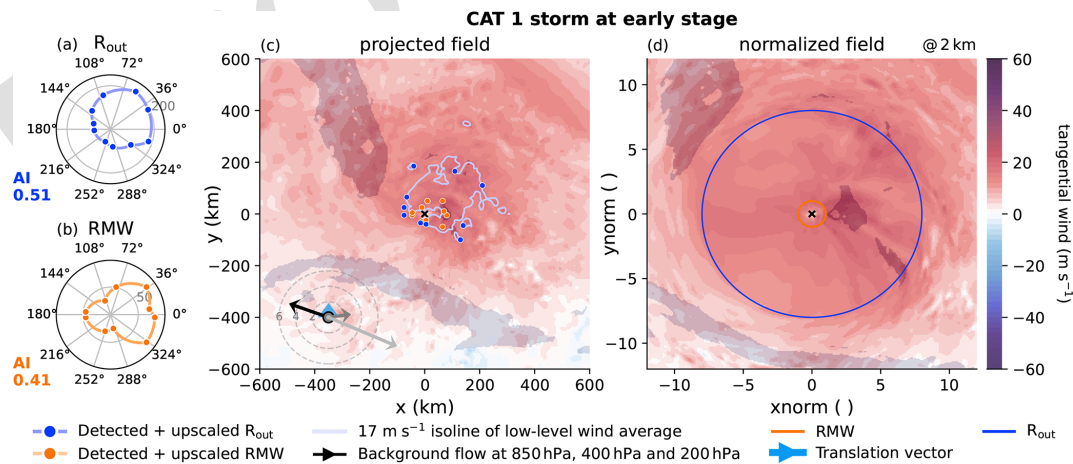 CAT 1 storm at early stage
(a) Rout
108° 72°
144° 36°
200
180° 0°
216° 324°
252° 288°
AI
0.51
(b) RMW
108° 72°
144° 36°
50
180° 0°
216° 324°
252° 288°
AI
0.41
(c) projected field
600
400
200
0
−200
−400
−600
y (km)
6 4 2
−600 −400 −200 0 200 400 600
x (km)
(d) normalized field @ 2 km
10
5
0
−5
−10
ynorm ( )
−10 −5 0 5 10
xnorm ( )
60
40
20
0
−20
−40
−60
tangential wind (m s⁻¹)
Detected + upscaled Rout
17 m s⁻¹ isoline of low-level wind average
RMW
Rout
Detected + upscaled RMW
Background flow at 850 hPa, 400 hPa and 200 hPa
Translation vector